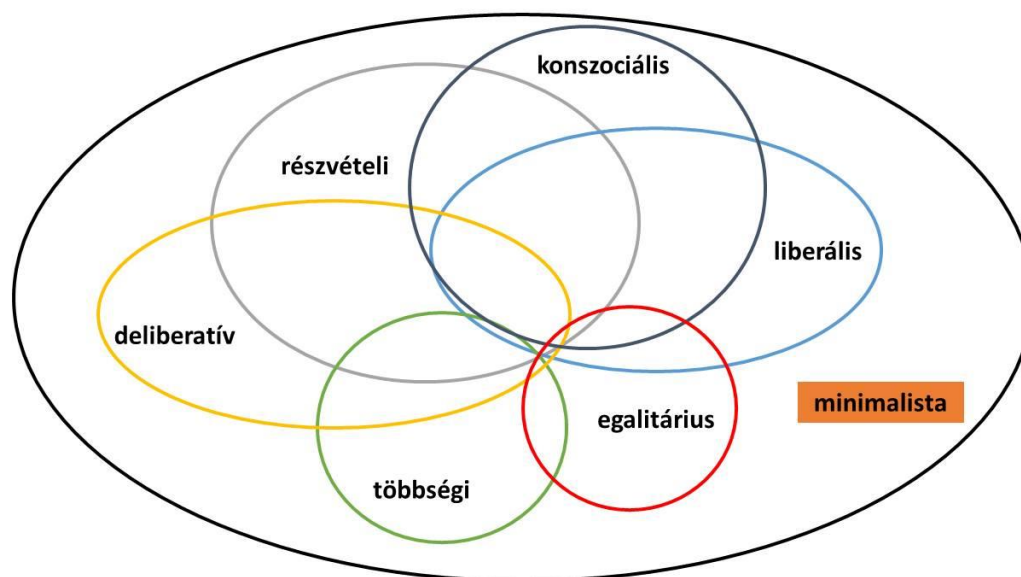 konszociális
részvételi
liberális
deliberatív
minimalista
egalitárius
többségi